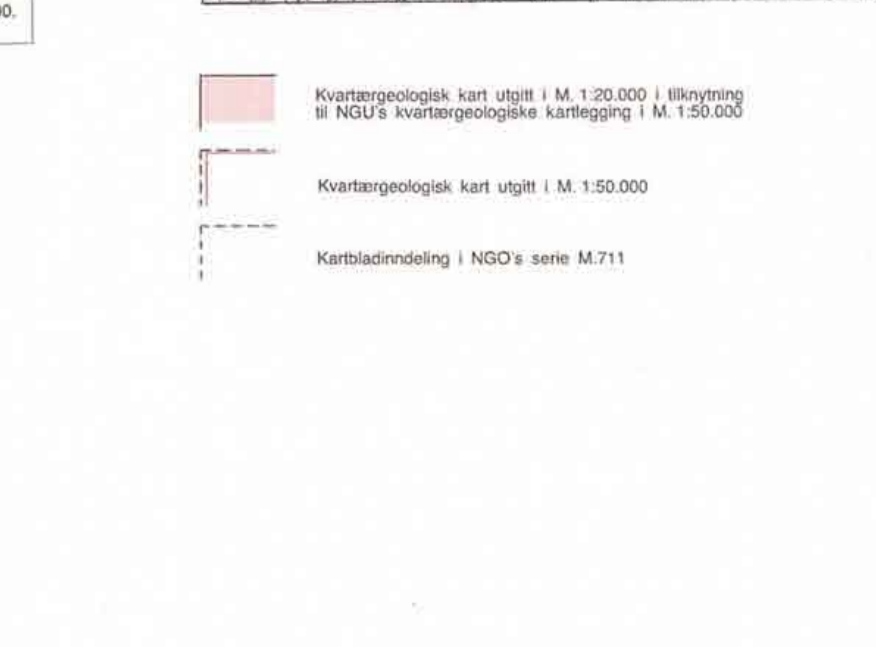 00.
Kvartærgeologisk kart utgitt i M. 1:20.000 i tilknytning
til NGU's kvartærgeologiske kartlegging i M. 1:50.000
Kvartærgeologisk kart utgitt i M. 1:50.000
Kartbladinndeling i NGO's serie M.711